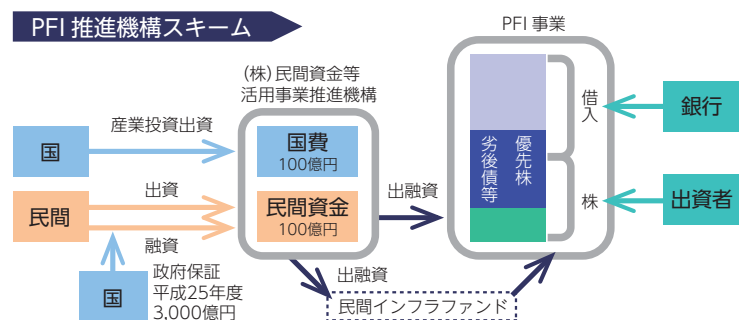 PFI 推進機構スキーム
PFI 事業
(株)民間資金等
活用事業推進機構
国
産業投資出資
国費
100億円
民間
出資
融資
民間資金
100億円
出融資
優先株
劣後債等
借入
株
銀行
出資者
国
政府保証
平成25年度
3,000億円
出融資
民間インフラファンド